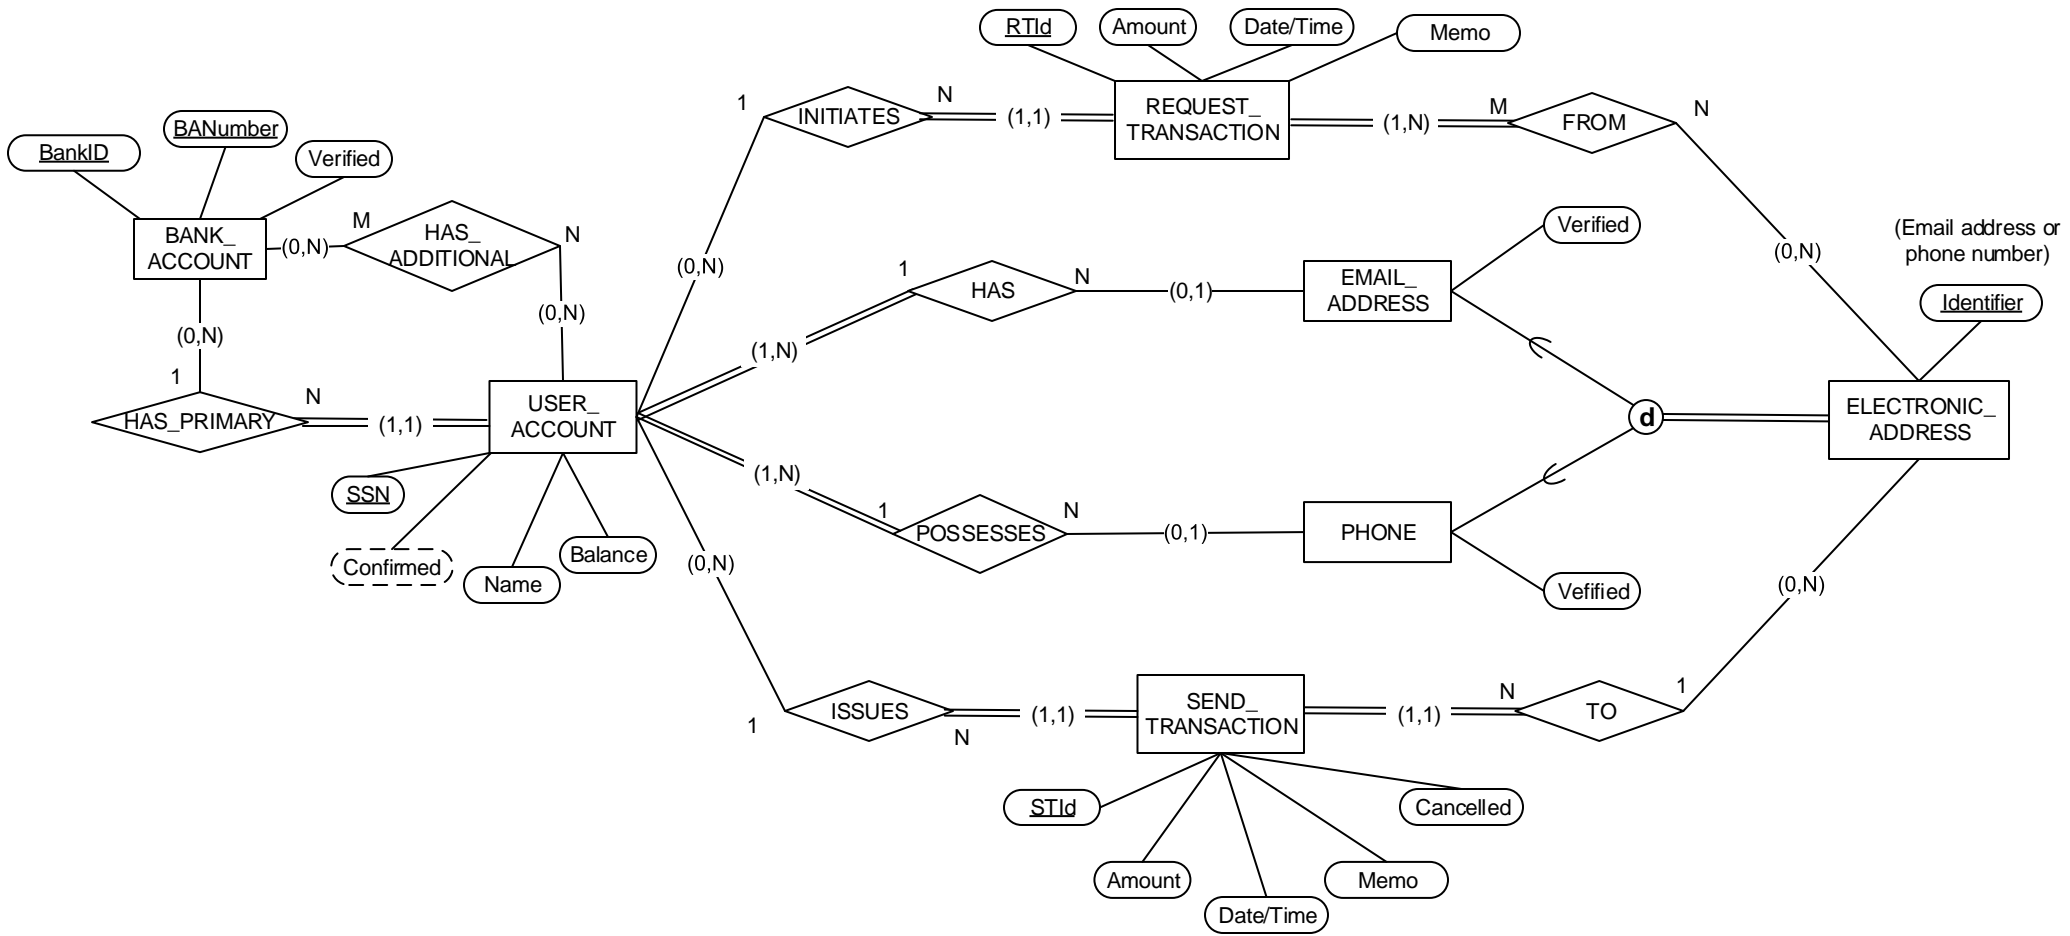 RTId
Amount
Date/Time
Memo
1
INITIATES
N
(1,1)
REQUEST_
TRANSACTION
(1,N)
M
FROM
N
BankID
BANumber
Verified
BANK_
ACCOUNT
(0,N)
M
HAS_
ADDITIONAL
N
(0,N)
(0,N)
1
HAS_PRIMARY
N
(1,1)
USER_
ACCOUNT
SSN
Confirmed
Name
Balance
(0,N)
(1,N)
1
HAS
N
(0,1)
EMAIL_
ADDRESS
Verified
(0,N)
(Email address or
phone number)
Identifier
d
ELECTRONIC_
ADDRESS
(1,N)
1
POSSESSES
N
(0,1)
PHONE
Vefified
(0,N)
(0,N)
1
ISSUES
N
(1,1)
SEND_
TRANSACTION
(1,1)
N
TO
1
STId
Amount
Date/Time
Memo
Cancelled